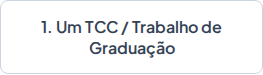 1. Um TCC / Trabalho de
Graduação